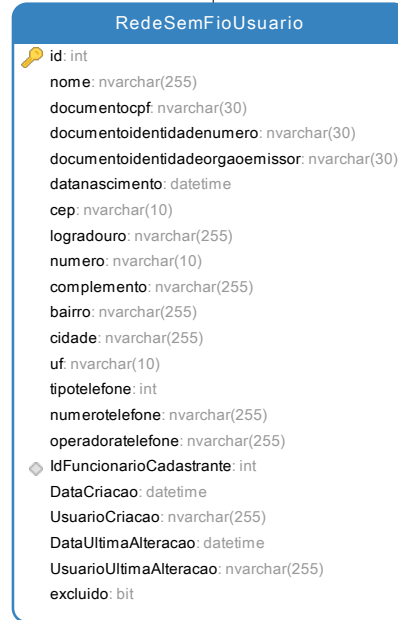 RedeSemFioUsuario
id: int
nome: nvarchar(255)
documentocpf: nvarchar(30)
documentoidentidadenumero: nvarchar(30)
documentoidentidadeorgaoemissor: nvarchar(30)
datanascimento: datetime
cep: nvarchar(10)
logradouro: nvarchar(255)
numero: nvarchar(10)
complemento: nvarchar(255)
bairro: nvarchar(255)
cidade: nvarchar(255)
uf: nvarchar(10)
tipotelefone: int
numerotelefone: nvarchar(255)
operadoratelefone: nvarchar(255)
IdFuncionarioCadastrante: int
DataCriacao: datetime
UsuarioCriacao: nvarchar(255)
DataUltimaAlteracao: datetime
UsuarioUltimaAlteracao: nvarchar(255)
excluido: bit